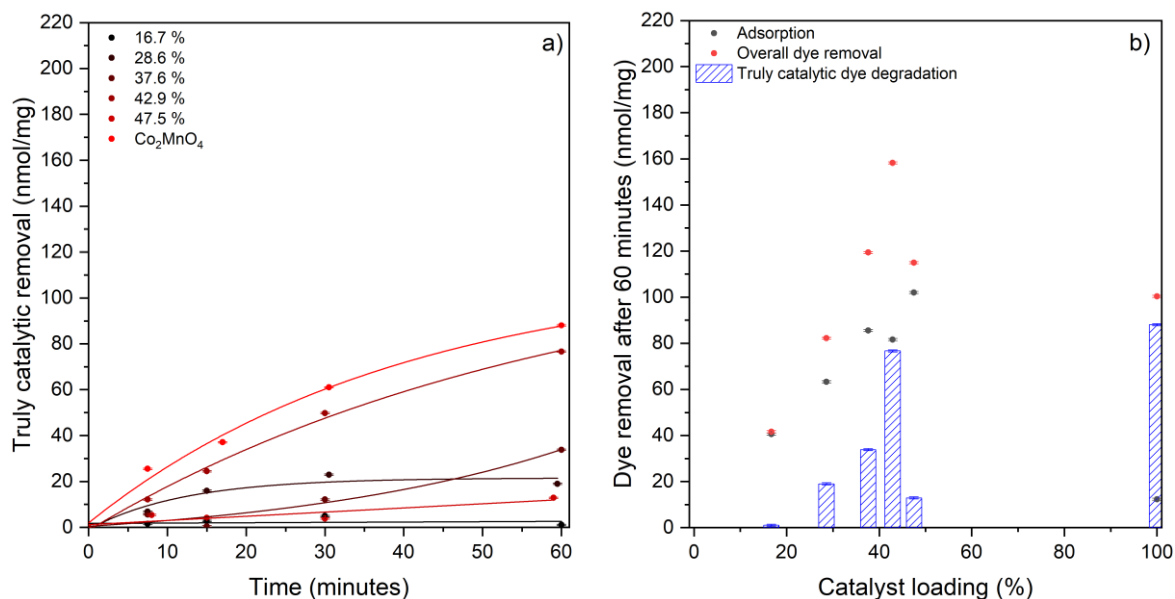 a)
16.7 %
28.6 %
37.6 %
42.9 %
47.5 %
Co₂MnO₄
Truly catalytic removal (nmol/mg)
220
200
180
160
140
120
100
80
60
40
20
0
0 10 20 30 40 50 60
Time (minutes)
b)
Adsorption
Overall dye removal
Truly catalytic dye degradation
Dye removal after 60 minutes (nmol/mg)
220
200
180
160
140
120
100
80
60
40
20
0
0 20 40 60 80 100
Catalyst loading (%)